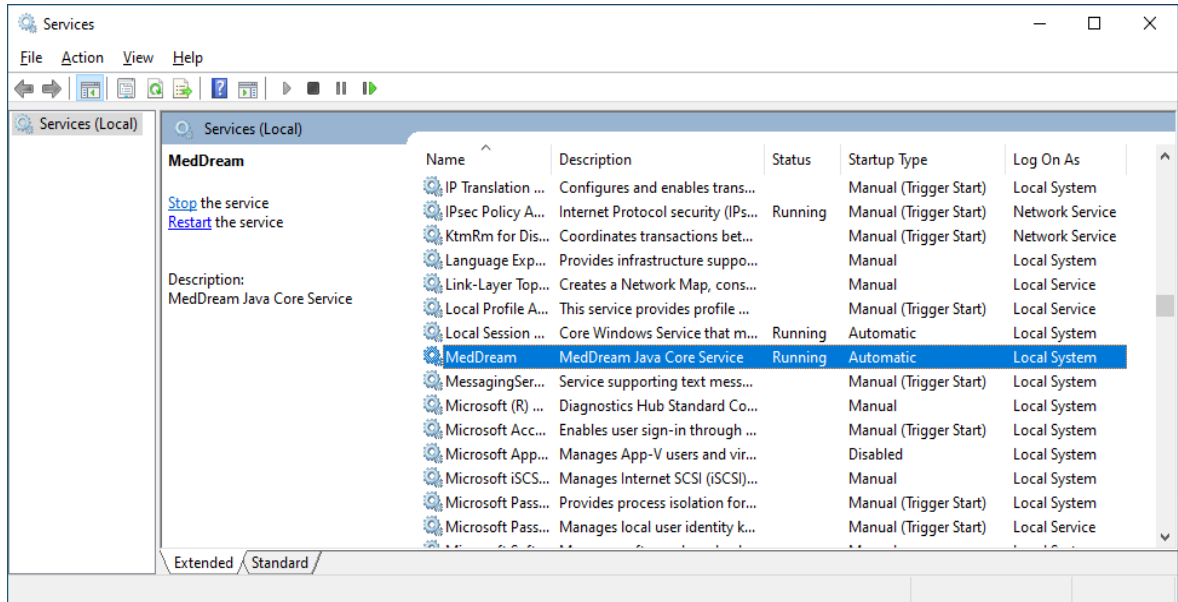 Services
File Action View Help
Services (Local)
Services (Local)
MedDream
Stop the service
Restart the service
Description:
MedDream Java Core Service
Name Description Status Startup Type Log On As
IP Translation ... Configures and enables trans... Manual (Trigger Start) Local System
IPsec Policy A... Internet Protocol security (IPs... Running Manual (Trigger Start) Network Service
KtmRm for Dis... Coordinates transactions bet... Manual (Trigger Start) Network Service
Language Exp... Provides infrastructure suppo... Manual Local System
Link-Layer Top... Creates a Network Map, cons... Manual Local Service
Local Profile A... This service provides profile ... Manual (Trigger Start) Local Service
Local Session ... Core Windows Service that m... Running Automatic Local System
MedDream MedDream Java Core Service Running Automatic Local System
MessagingSer... Service supporting text mess... Manual (Trigger Start) Local System
Microsoft (R) ... Diagnostics Hub Standard Co... Manual Local System
Microsoft Acc... Enables user sign-in through ... Manual (Trigger Start) Local System
Microsoft App... Manages App-V users and vir... Disabled Local System
Microsoft iSCS... Manages Internet SCSI (iSCSI)... Manual Local System
Microsoft Pass... Provides process isolation for... Manual (Trigger Start) Local System
Microsoft Pass... Manages local user identity k... Manual (Trigger Start) Local Service
Extended Standard